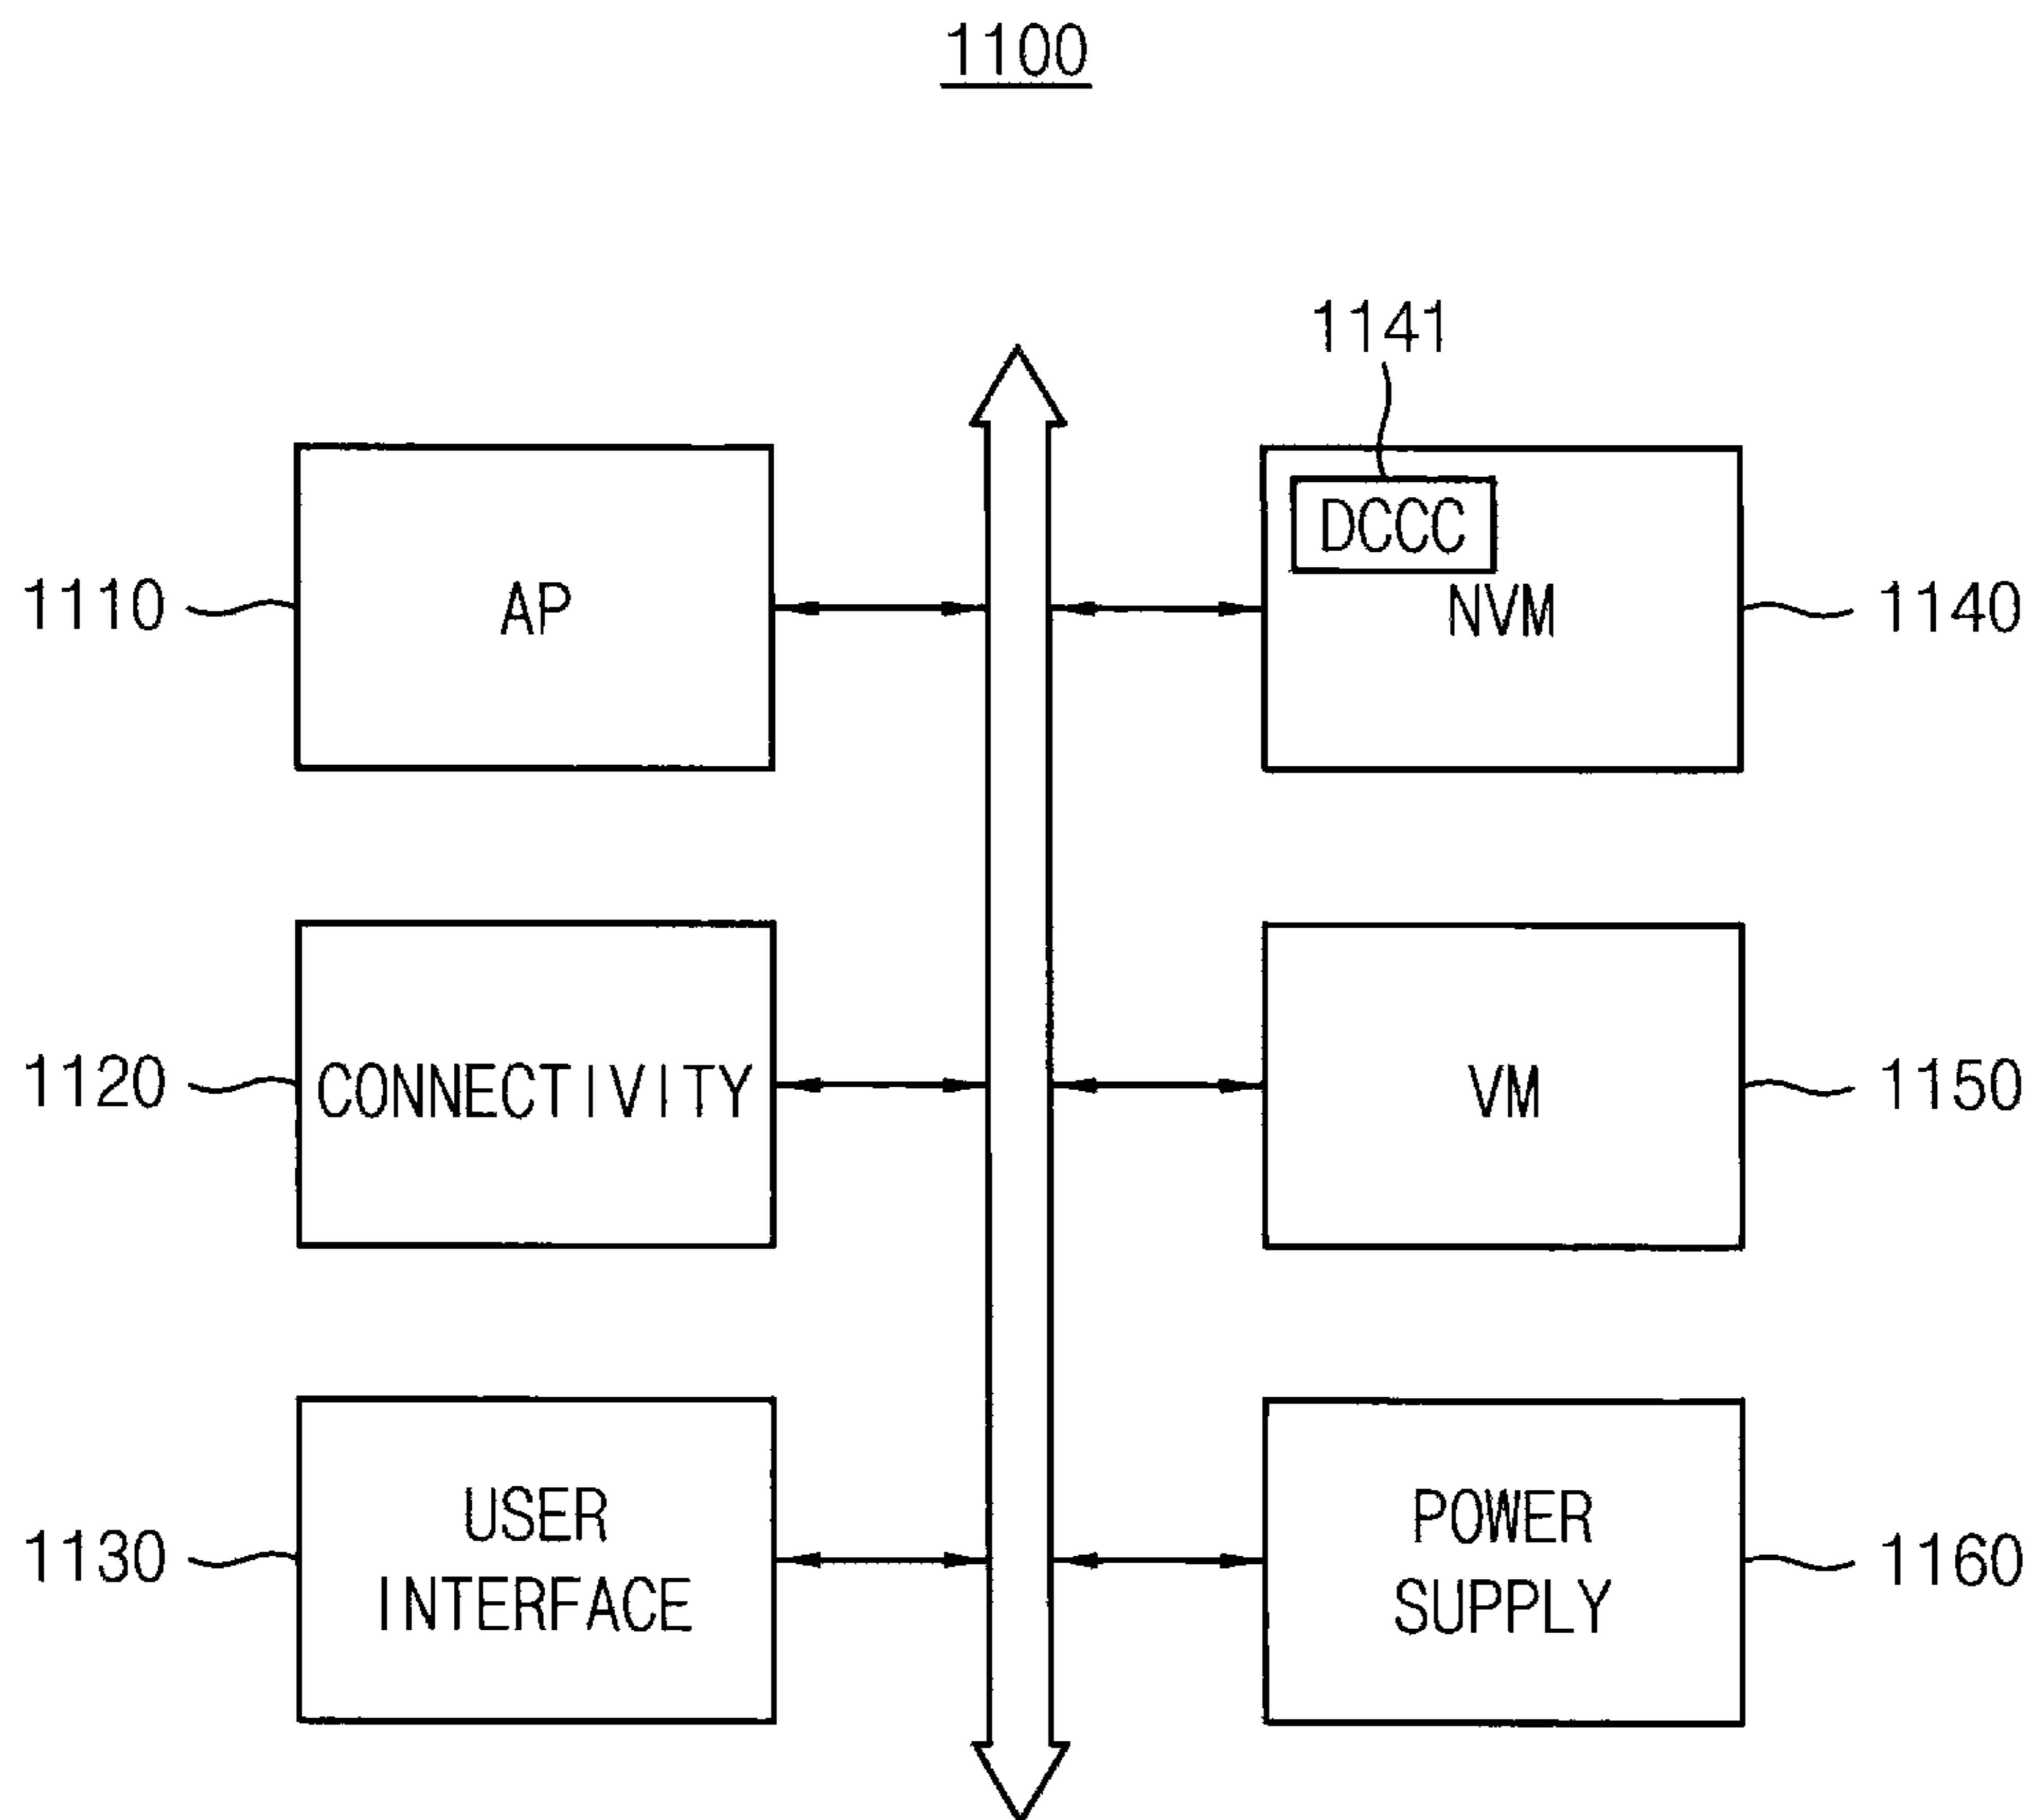 1100
1141
DCCC
1110
AP
NVM
1140
1120
CONNECTIVITY
VM
1150
1130
USER
INTERFACE
POWER
SUPPLY
1160